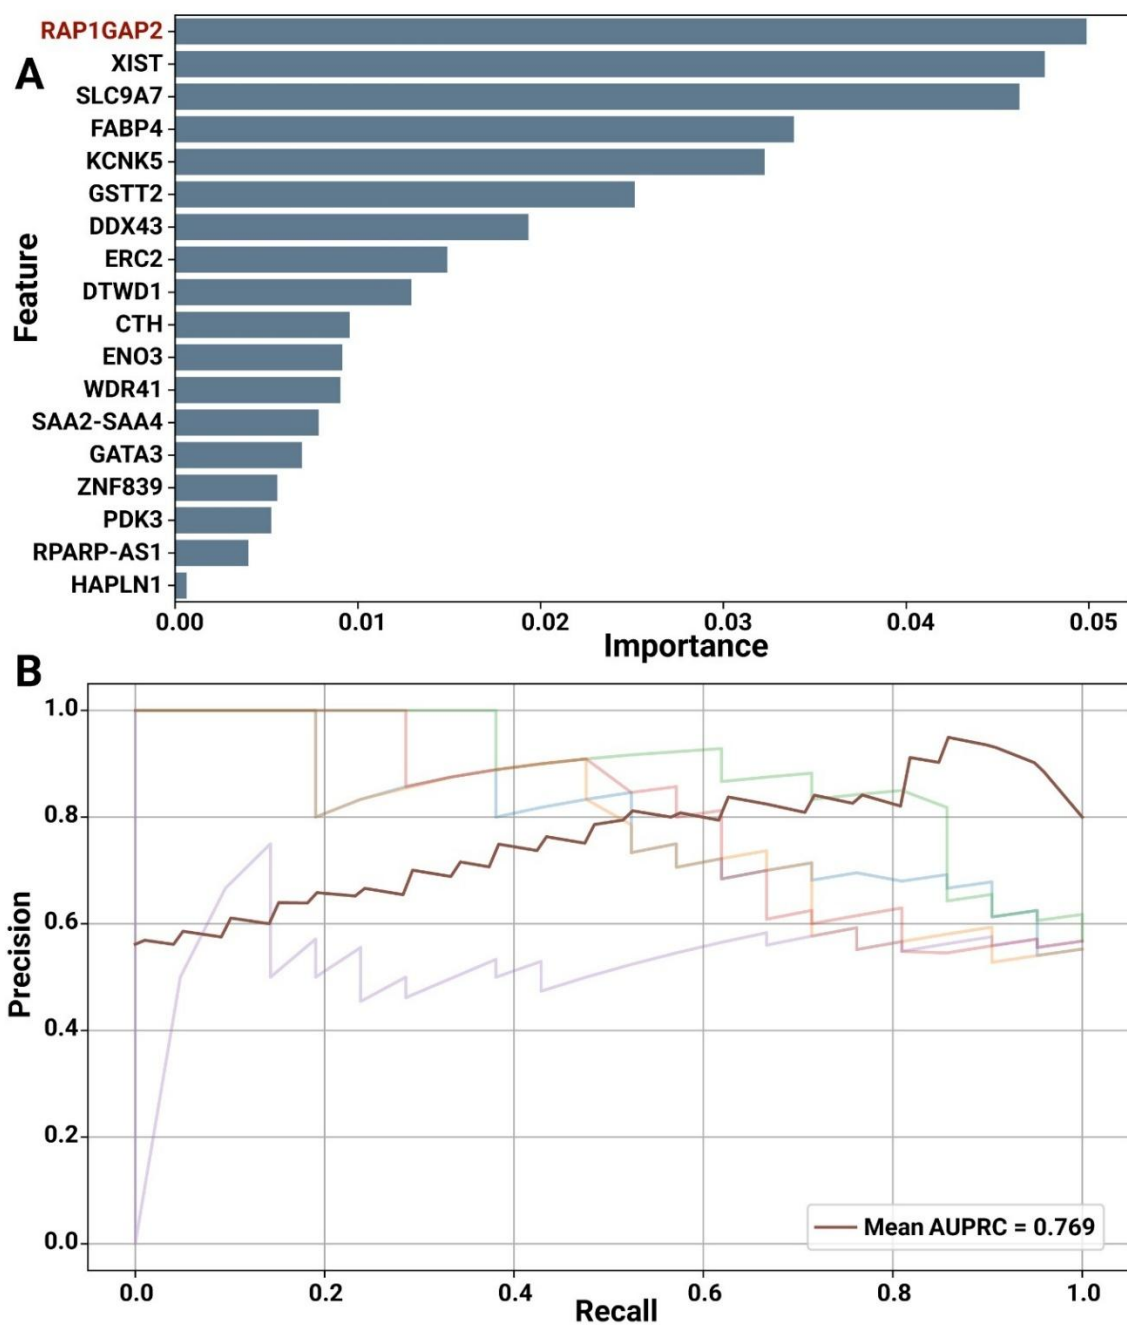 A
Feature
RAP1GAP2
XIST
SLC9A7
FABP4
KCNK5
GSTT2
DDX43
ERC2
DTWD1
CTH
ENO3
WDR41
SAA2-SAA4
GATA3
ZNF839
PDK3
RPARP-AS1
HAPLN1
0.00 0.01 0.02 0.03 0.04 0.05
Importance
B
Precision
1.0
0.8
0.6
0.4
0.2
0.0
Mean AUPRC = 0.769
0.0 0.2 0.4 0.6 0.8 1.0
Recall